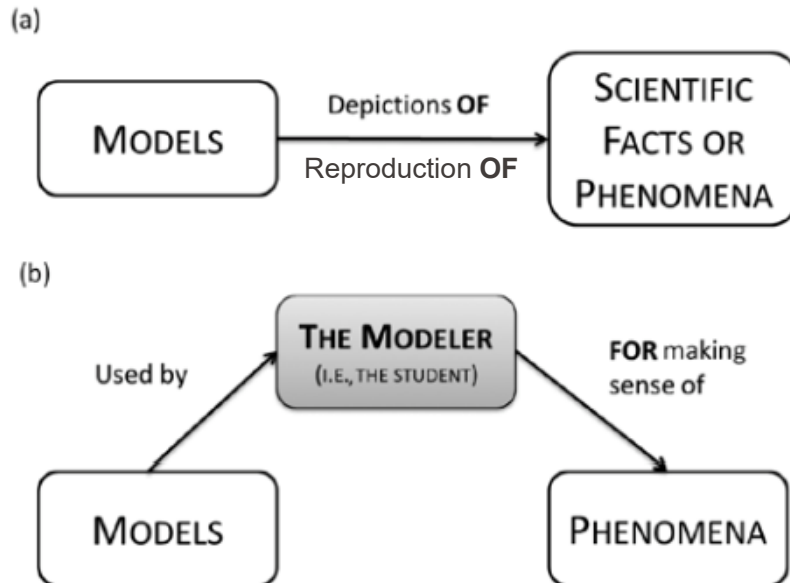 (a)
MODELS
Depictions OF
Reproduction OF
SCIENTIFIC
FACTS OR
PHENOMENA
(b)
THE MODELER
(I.E., THE STUDENT)
Used by
FOR making
sense of
MODELS
PHENOMENA